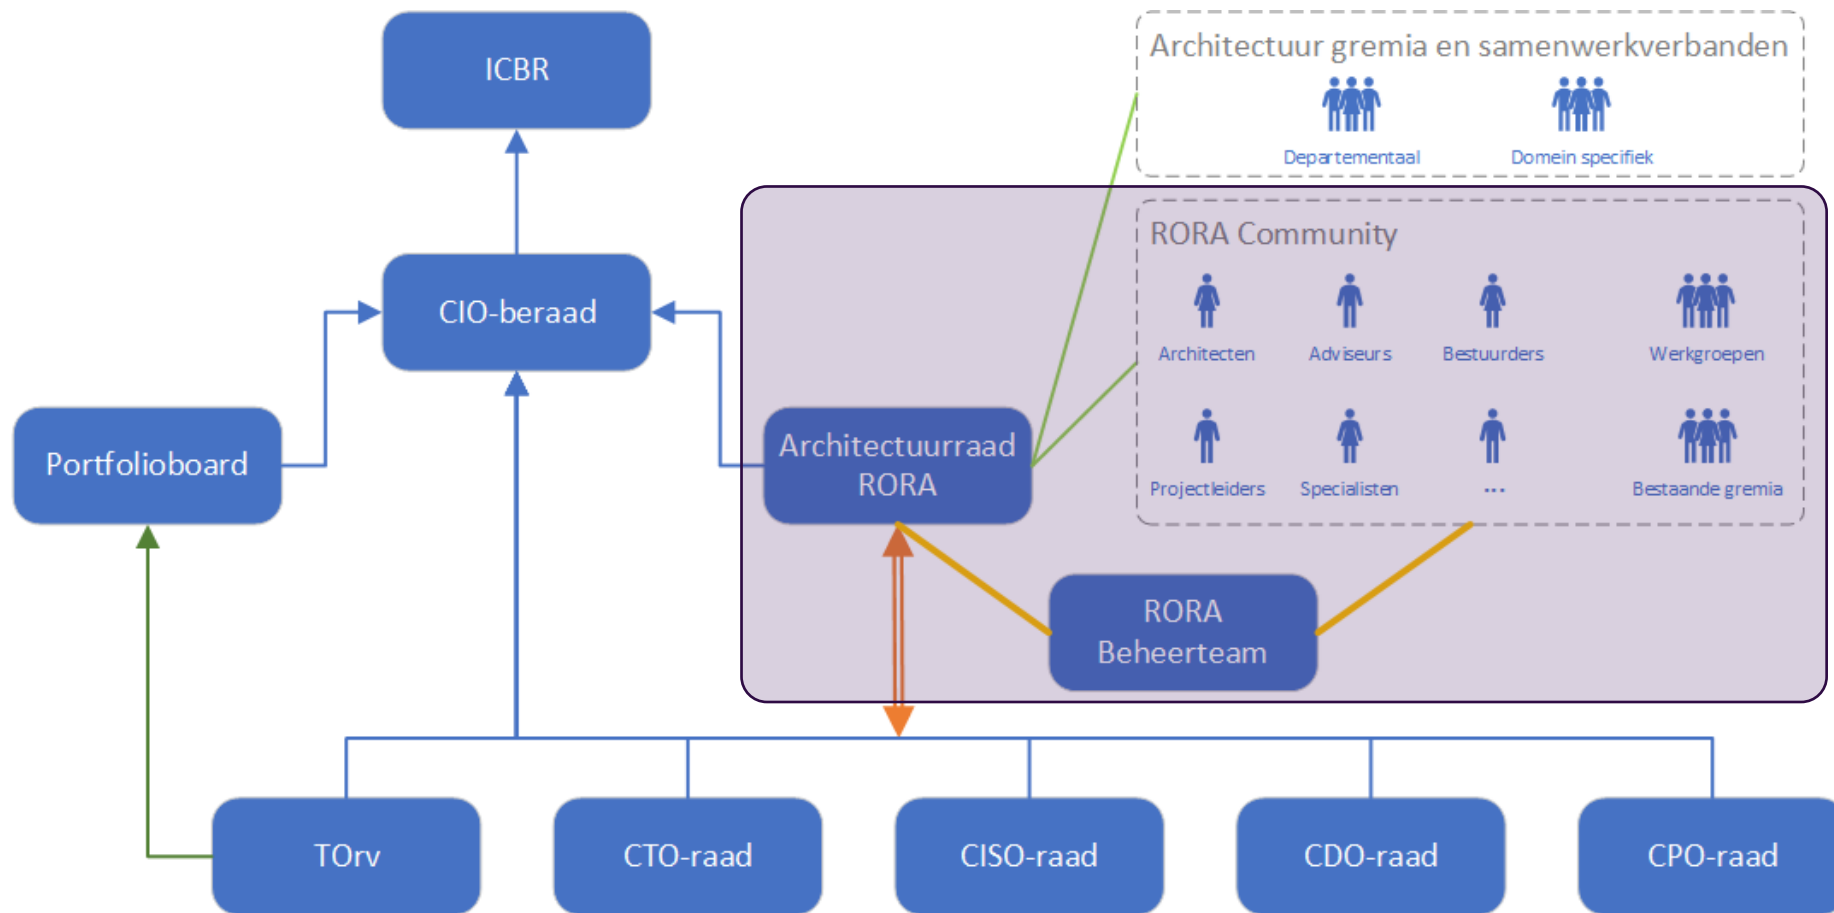 ICBR
Architectuur gremia en samenwerkverbanden
Departementaal
Domein specifiek
CIO-beraad
RORA Community
Architecten
Adviseurs
Bestuurders
Werkgroepen
Portfolioboard
Architectuurraad
RORA
Projectleiders
Specialisten
...
Bestaande gremia
RORA
Beheerteam
TOrv
CTO-raad
CISO-raad
CDO-raad
CPO-raad